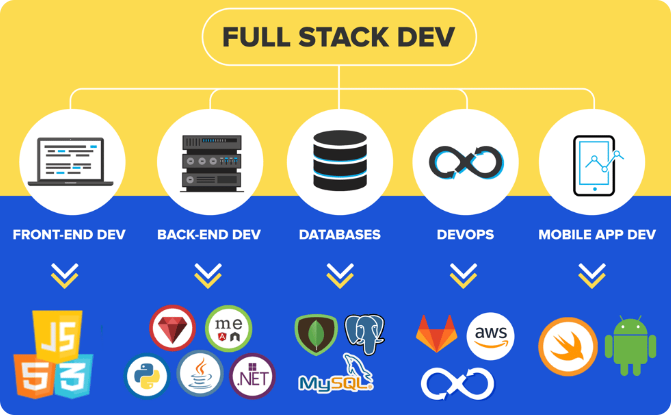 FULL STACK DEV
FRONT-END DEV
BACK-END DEV
DATABASES
DEVOPS
MOBILE APP DEV
JS
5
3
me
.NET
MySQL
aws